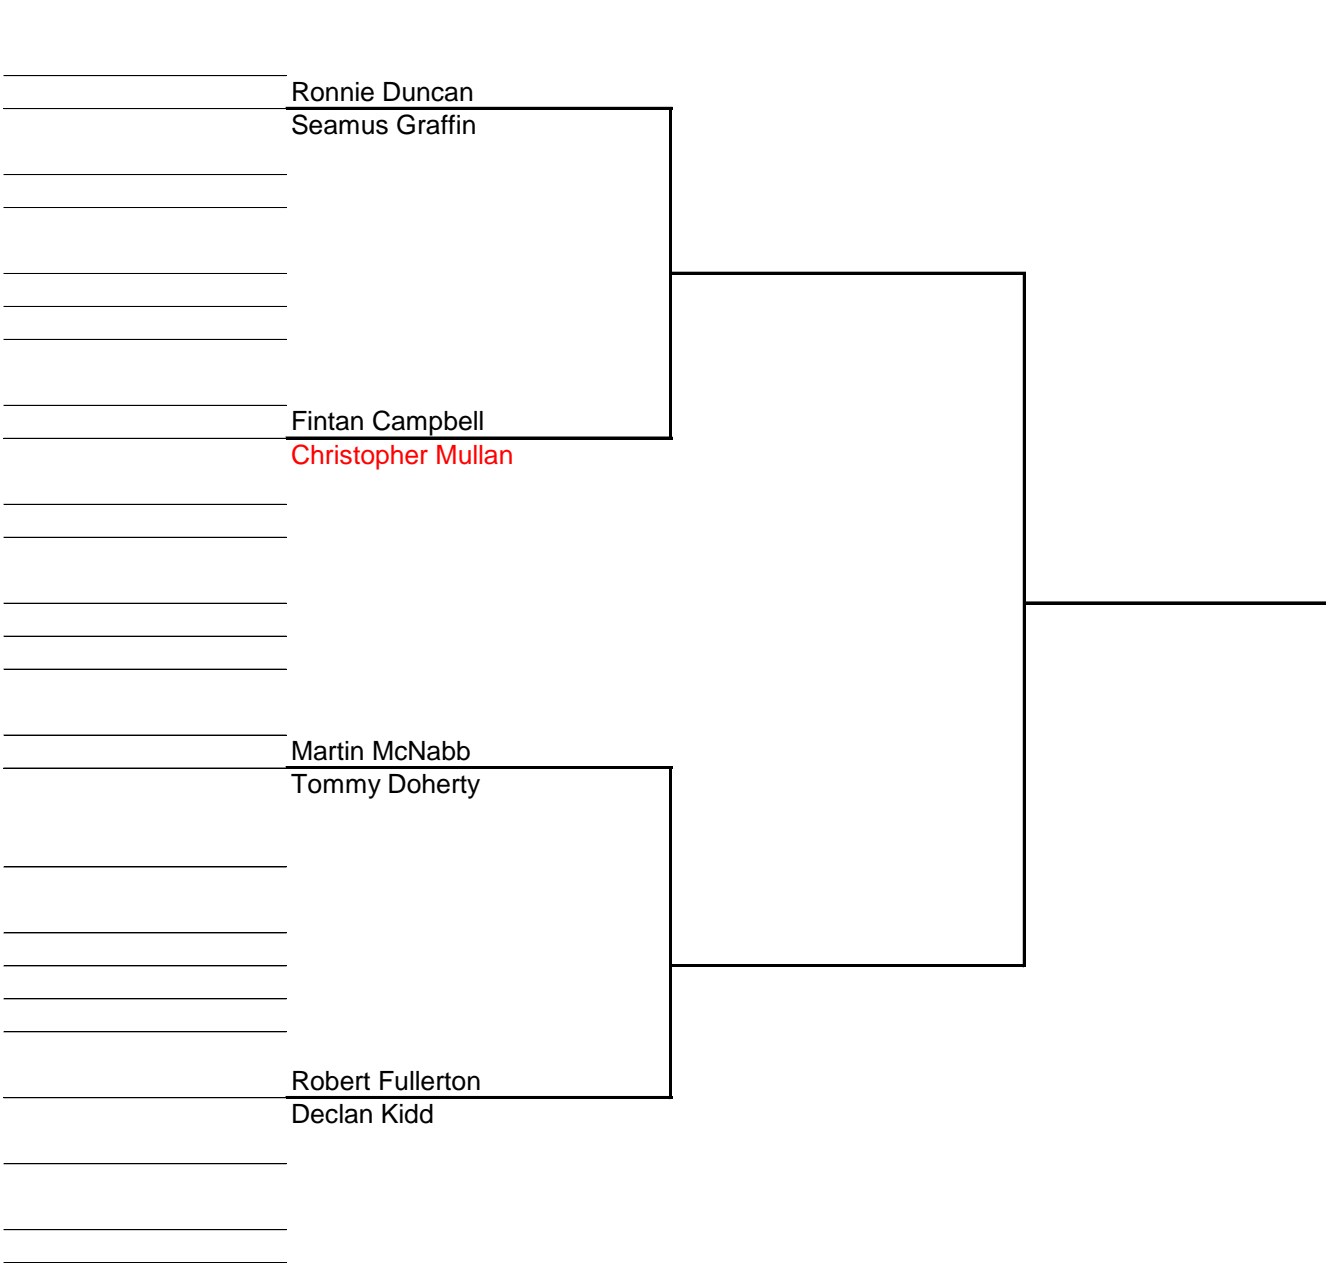 Ronnie Duncan
Seamus Graffin
Fintan Campbell
Christopher Mullan
Martin McNabb
Tommy Doherty
Robert Fullerton
Declan Kidd